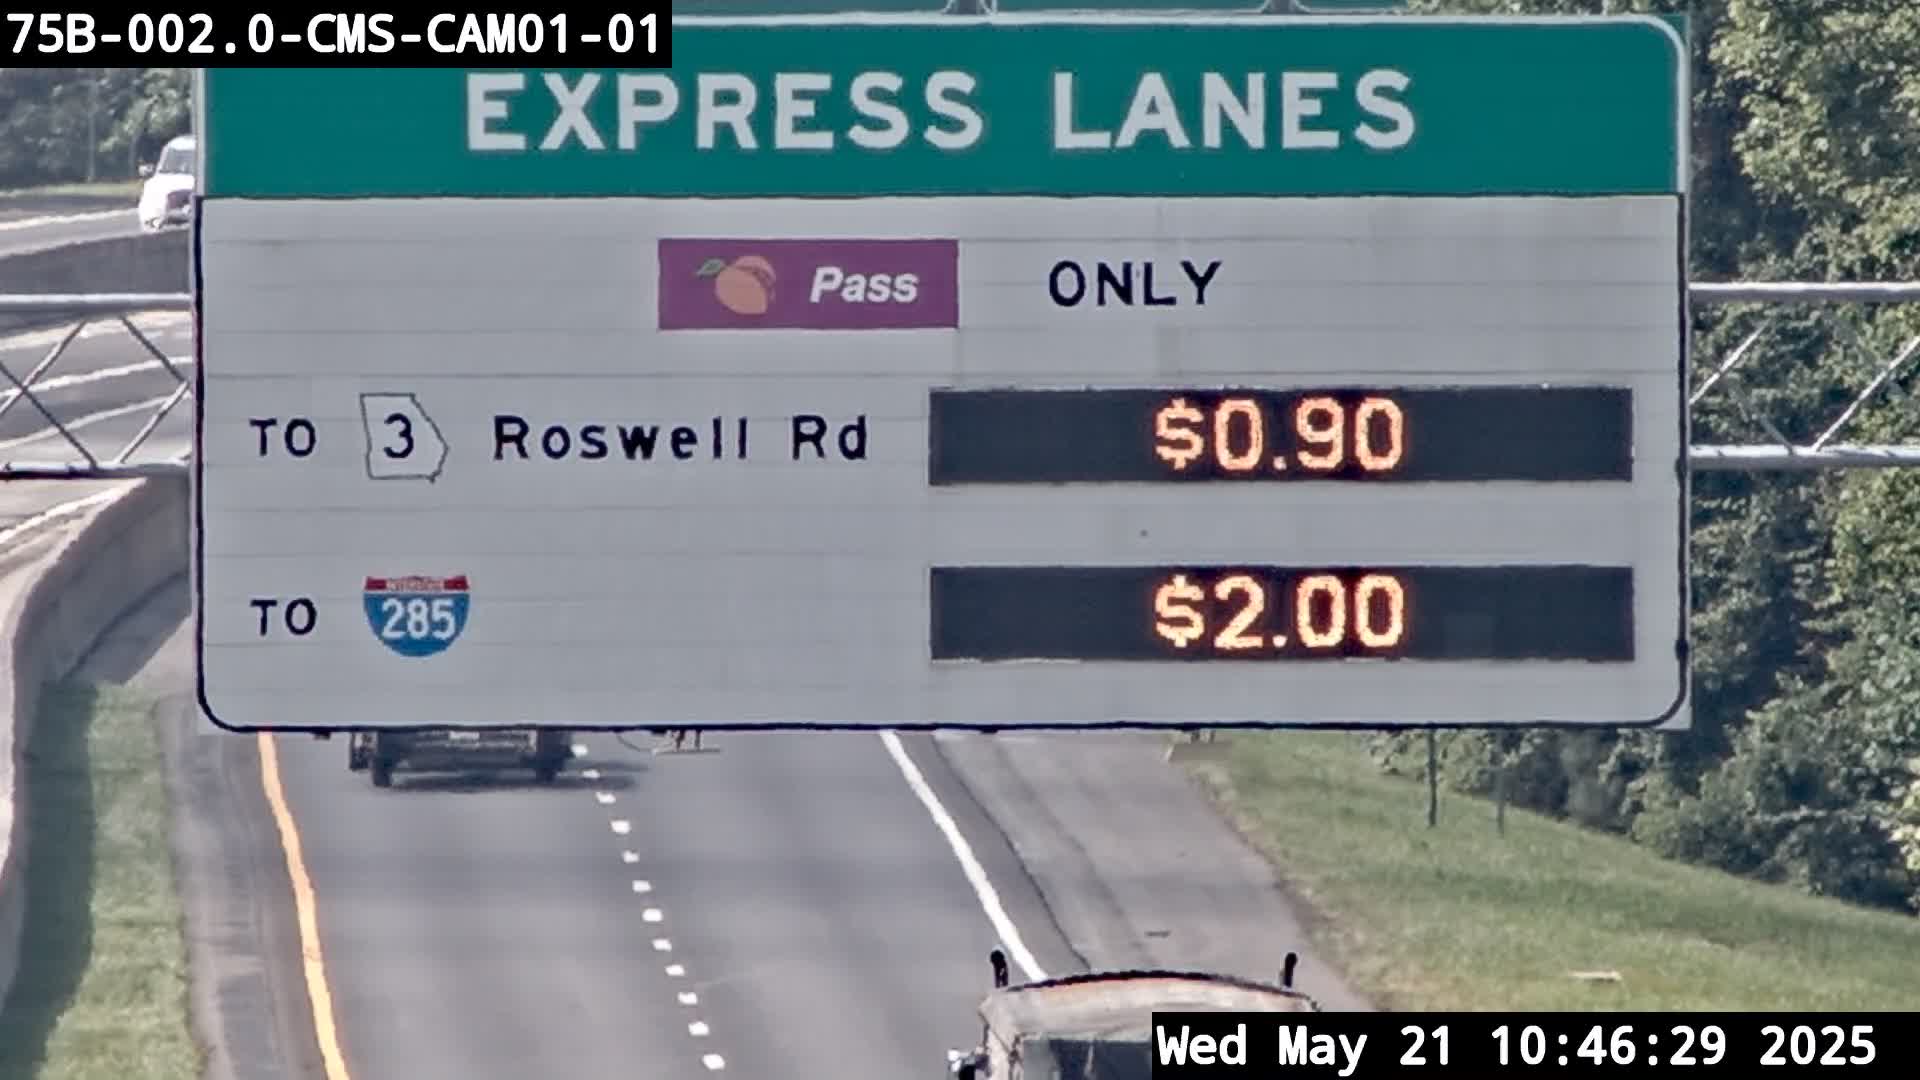 75B-002.0-CMS-CAM01-01
EXPRESS LANES
Pass ONLY
TO 3 Roswell Rd $0.90
INTERSTATE
TO 285 $2.00
Wed May 21 10:46:29 2025